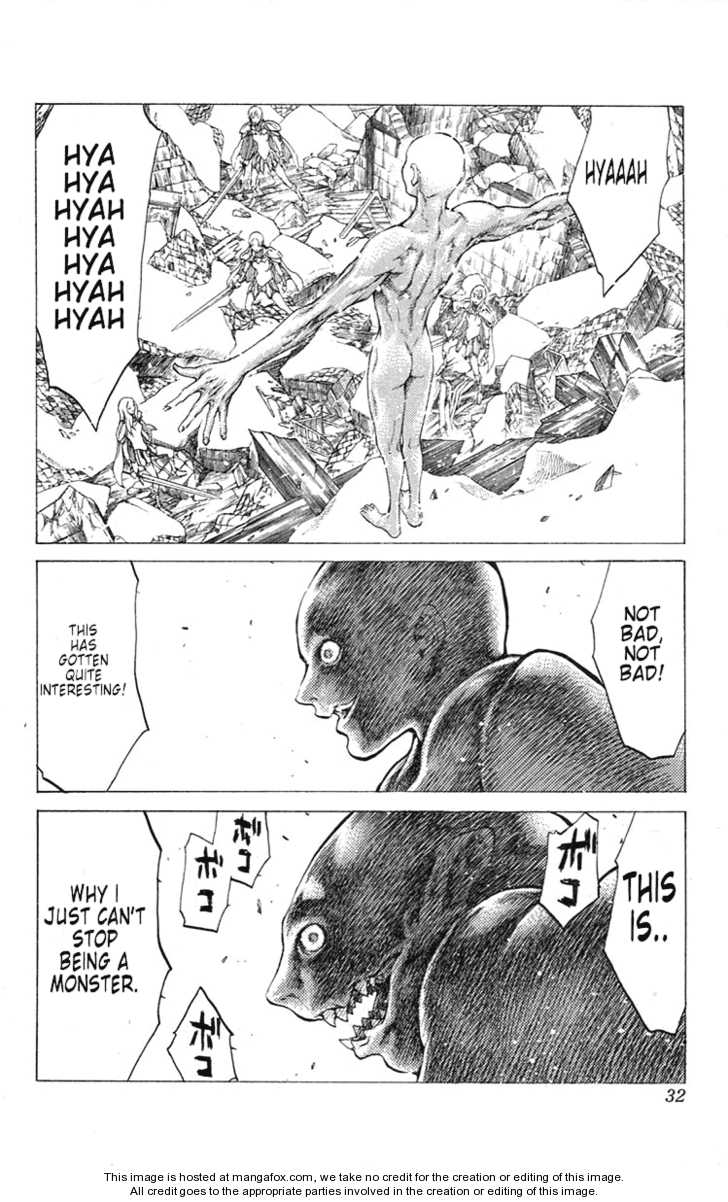 HYAAAH
HYA
HYA
HYAH
HYA
HYA
HYAH
HYAH
NOT
BAD,
NOT
BAD!
THIS
HAS
GOTTEN
QUITE
INTERESTING!
THIS
IS..
ボコ
ボコ
ボコ
ボコ
WHY I
JUST CAN'T
STOP
BEING A
MONSTER.
32
This image is hosted at mangafox.com, we take no credit for the creation or editing of this image.
All credit goes to the appropriate parties involved in the creation or editing of this image.